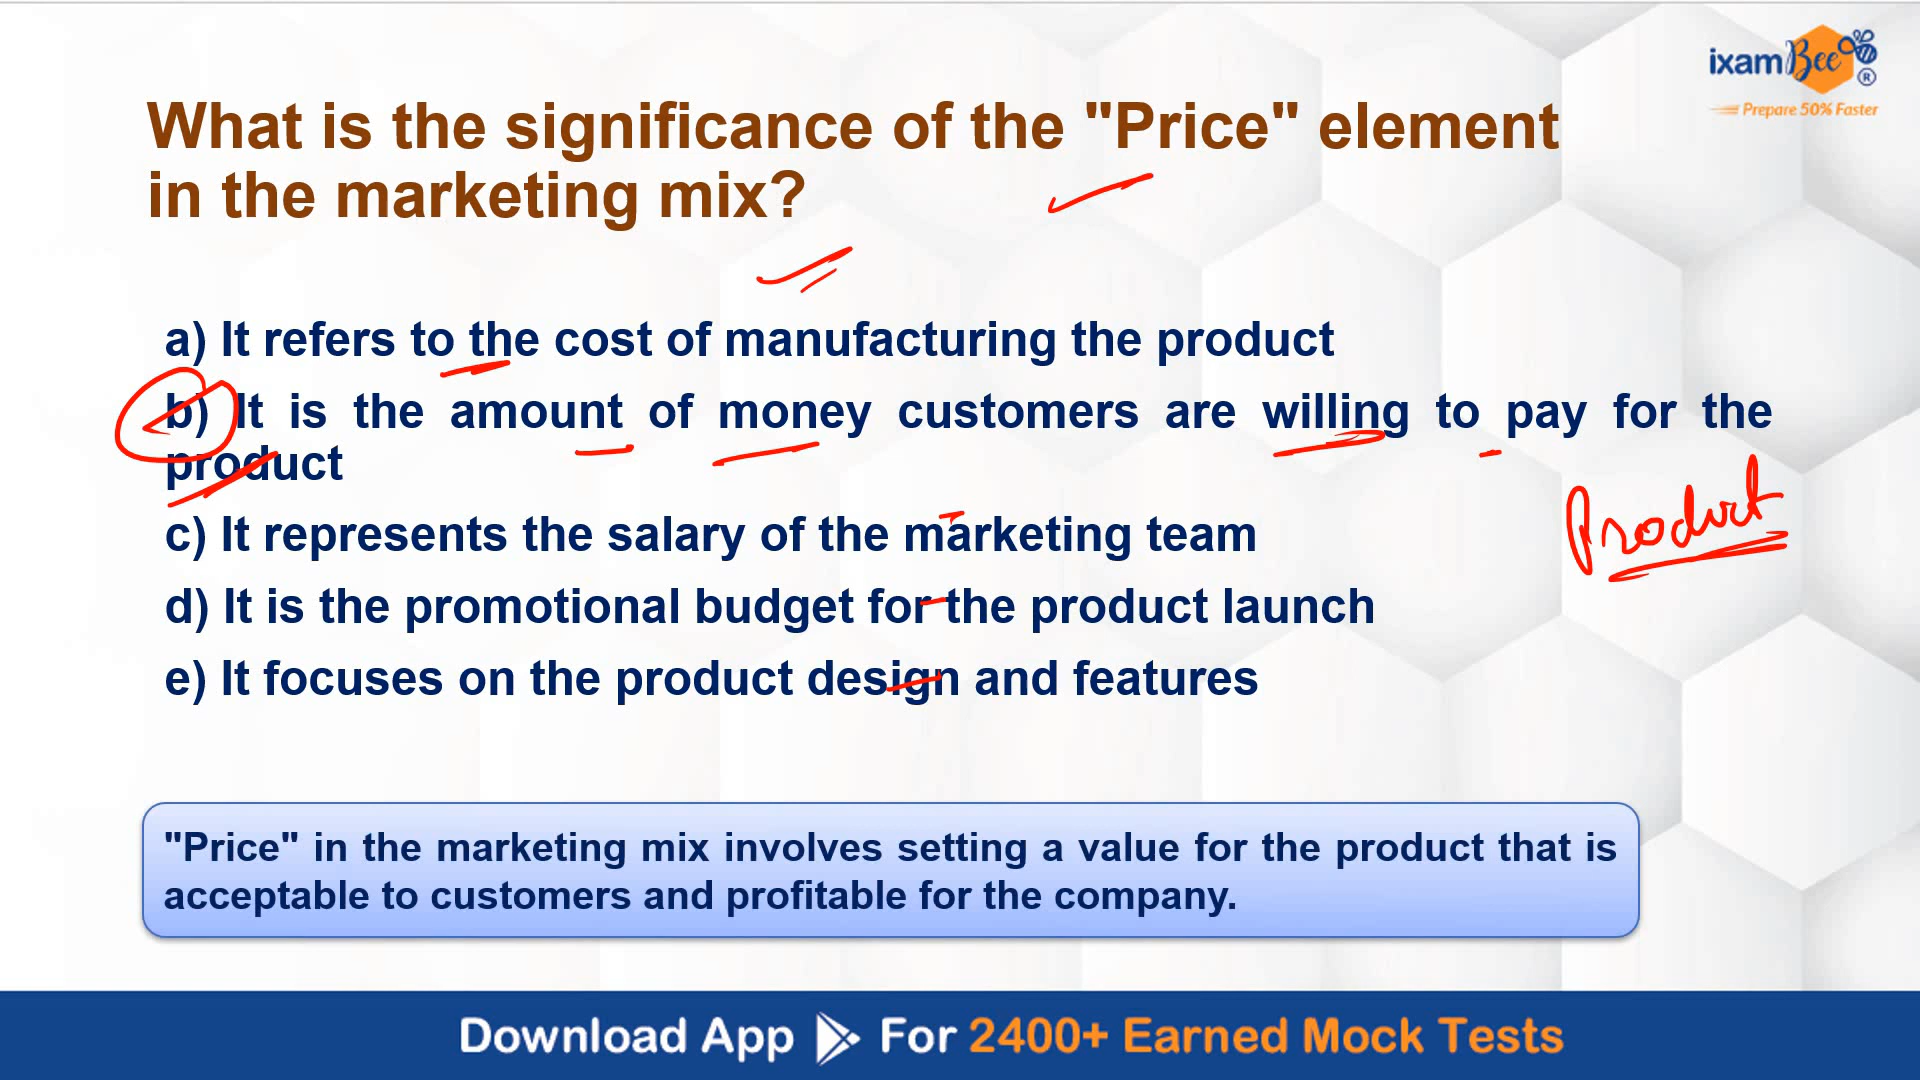 ixamBee
®
Prepare 50% Faster
What is the significance of the "Price" element
in the marketing mix?
a) It refers to the cost of manufacturing the product
b) It is the amount of money customers are willing to pay for the
product
Product
c) It represents the salary of the marketing team
d) It is the promotional budget for the product launch
e) It focuses on the product design and features
"Price" in the marketing mix involves setting a value for the product that is
acceptable to customers and profitable for the company.
Download App For 2400+ Earned Mock Tests